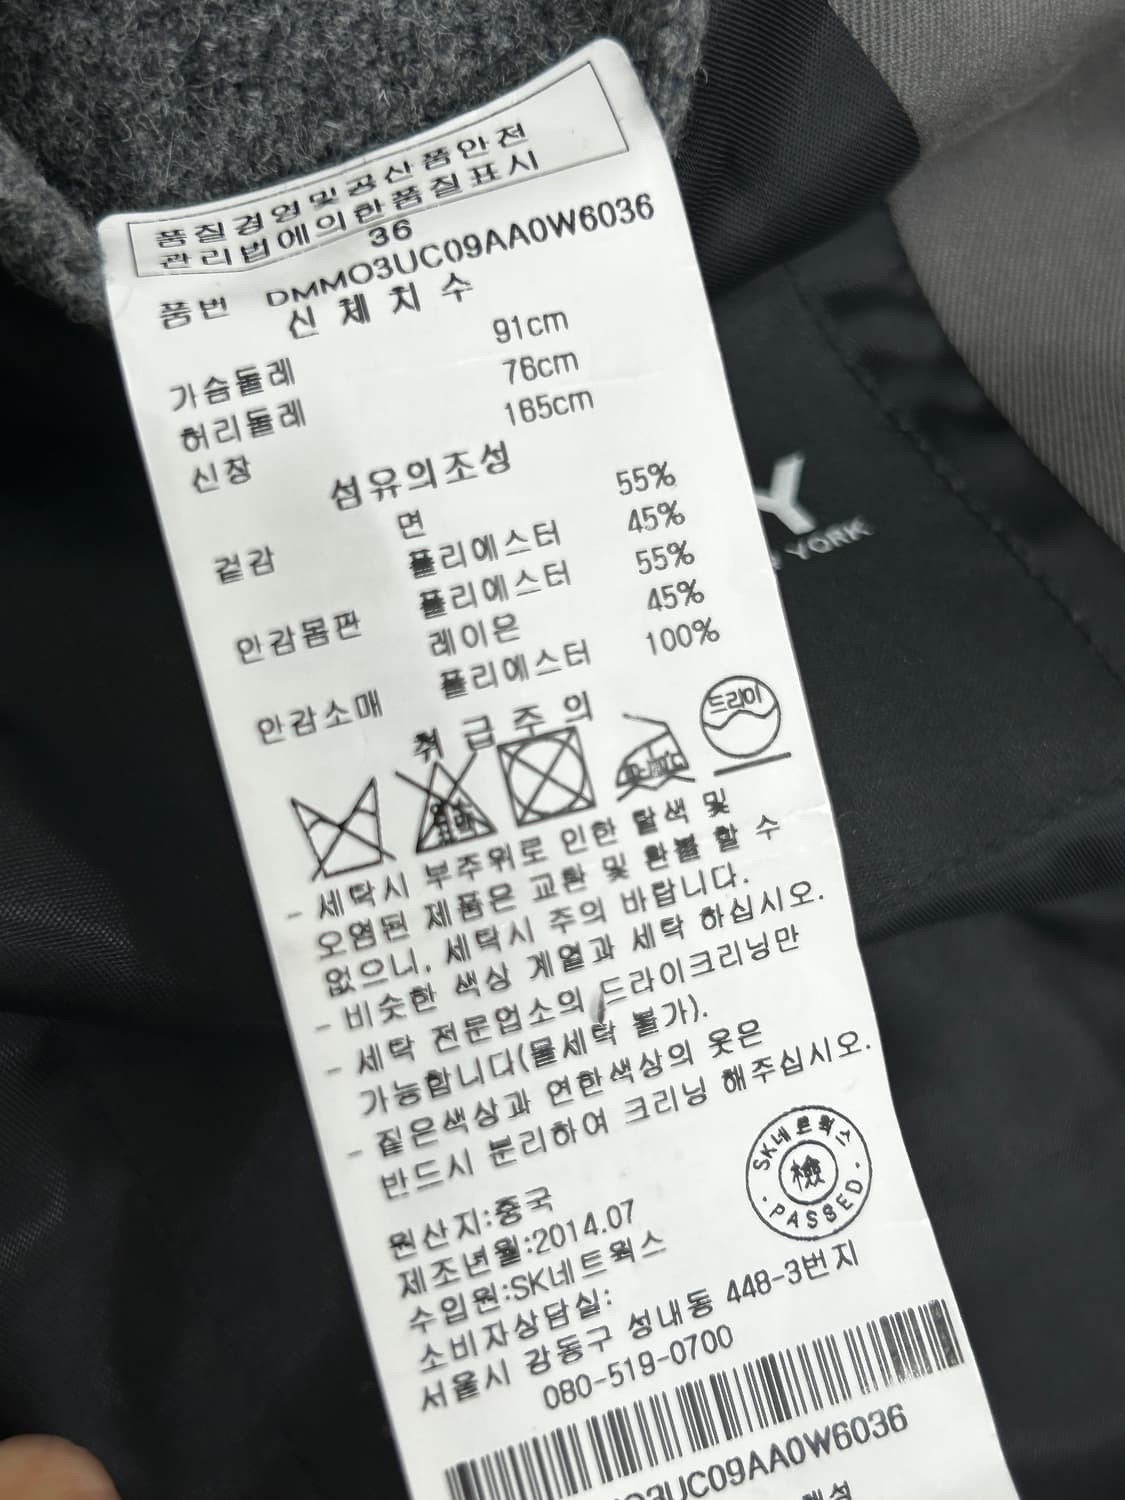 품질경영및공산품안전
관리법에의한품질표시
36
품번 DMMO3UC09AA0W6036
신체치수
가슴둘레 91cm
허리둘레 76cm
신장 165cm
섬유의조성
겉감 면 55%
폴리에스터 45%
안감몸판 폴리에스터 55%
레이온 45%
안감소매 폴리에스터 100%
취급주의
드라이
- 세탁시 부주위로 인한 탈색 및
오염된 제품은 교환 및 환불 할 수
없으니, 세탁시 주의 바랍니다.
- 비슷한 색상 계열과 세탁 하십시오.
- 세탁 전문업소의 드라이크리닝만
가능합니다(물세탁 불가).
- 짙은색상과 연한색상의 옷은
반드시 분리하여 크리닝 해주십시오.
SK네트웍스
檢
PASSED
원산지:중국
제조년월:2014.07
수입원:SK네트웍스
소비자상담실:
서울시 강동구 성내동 448-3번지
080-519-0700
O3UC09AA0W6036
Y
YORK